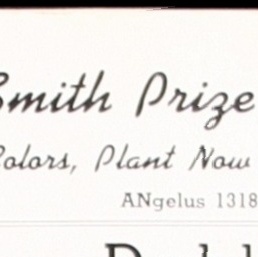 Smith Prize
Colors, Plant Now
ANgelus 1318